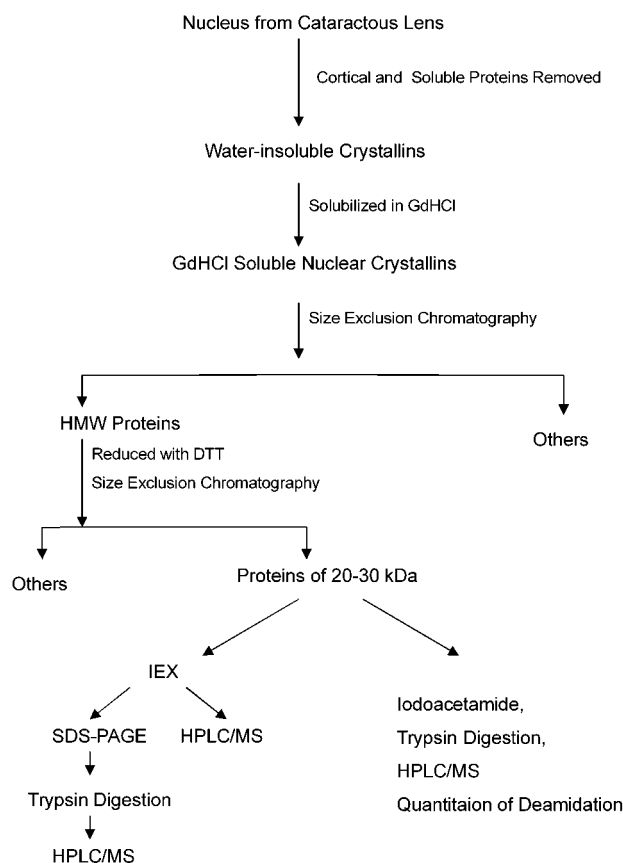 Nucleus from Cataractous Lens
Cortical and Soluble Proteins Removed
Water-insoluble Crystallins
Solubilized in GdHCl
GdHCl Soluble Nuclear Crystallins
Size Exclusion Chromatography
HMW Proteins
Others
Reduced with DTT
Size Exclusion Chromatography
Others
Proteins of 20-30 kDa
IEX
SDS-PAGE
HPLC/MS
Trypsin Digestion
HPLC/MS
Iodoacetamide,
Trypsin Digestion,
HPLC/MS
Quantitaion of Deamidation